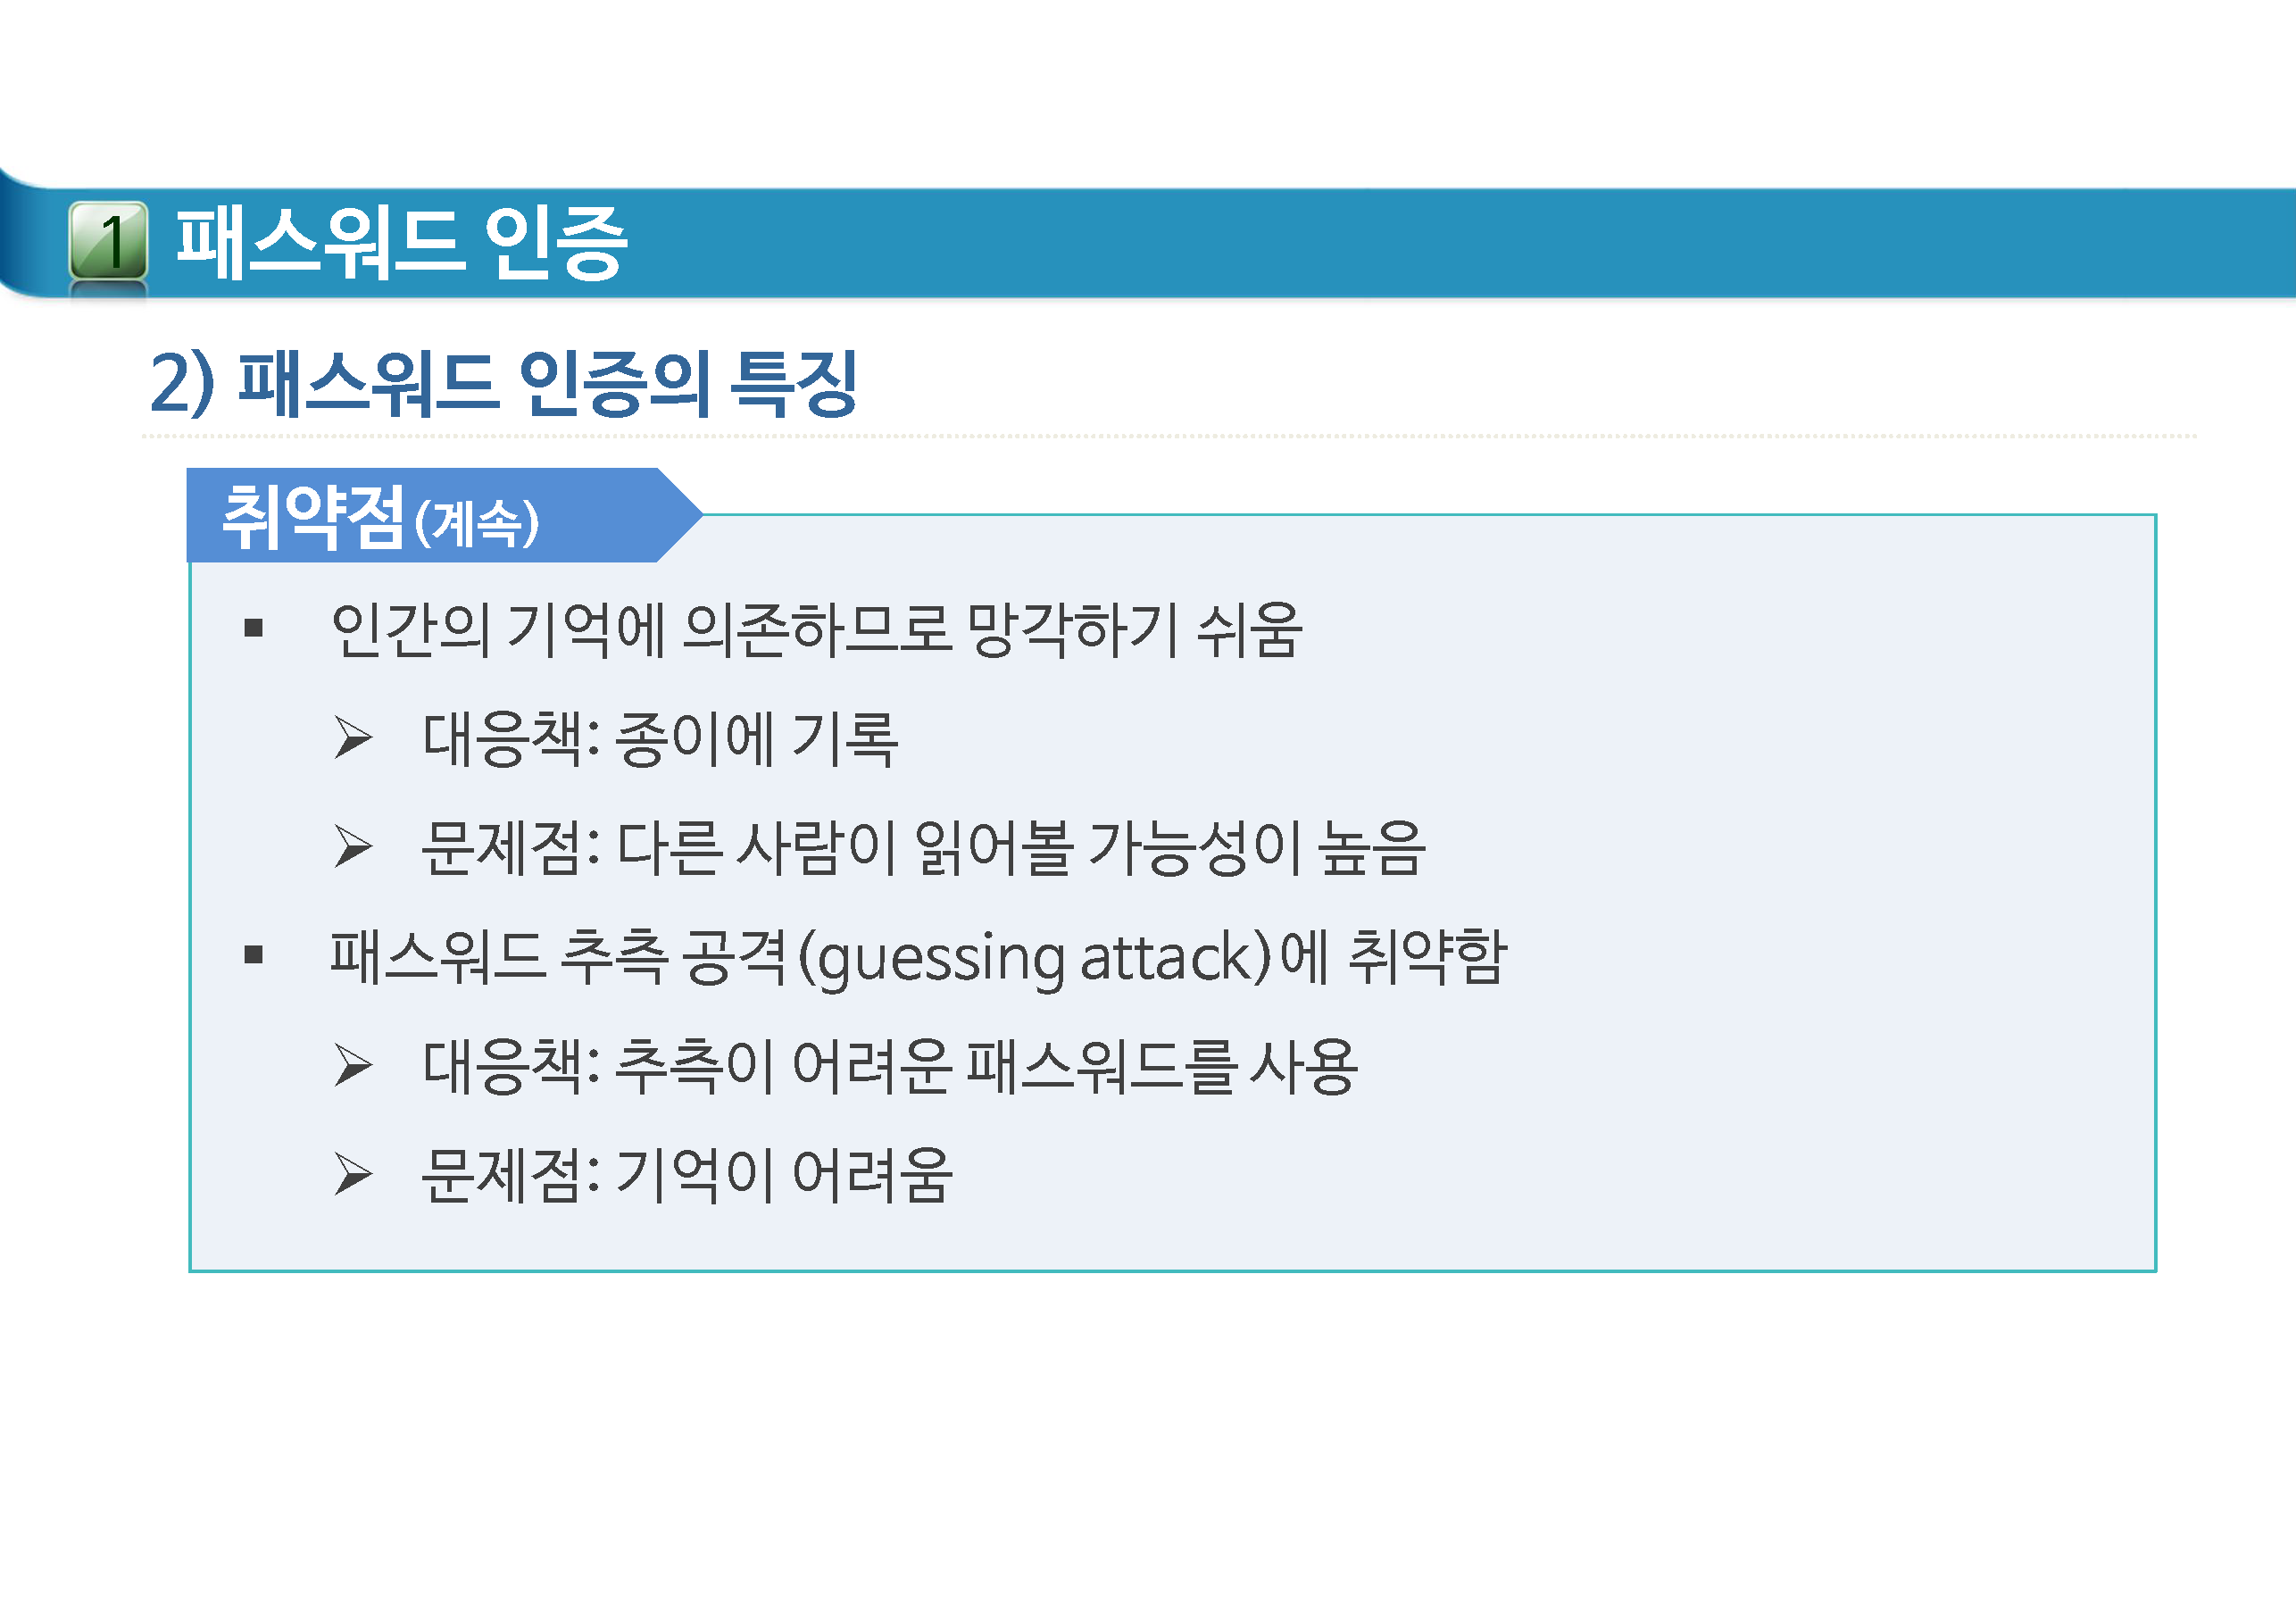 1 패스워드 인증
2) 패스워드 인증의 특징
취약점(계속)
▪ 인간의 기억에 의존하므로 망각하기 쉬움
➢ 대응책: 종이에 기록
➢ 문제점: 다른 사람이 읽어볼 가능성이 높음
▪ 패스워드 추측 공격(guessing attack)에 취약함
➢ 대응책: 추측이 어려운 패스워드를 사용
➢ 문제점: 기억이 어려움